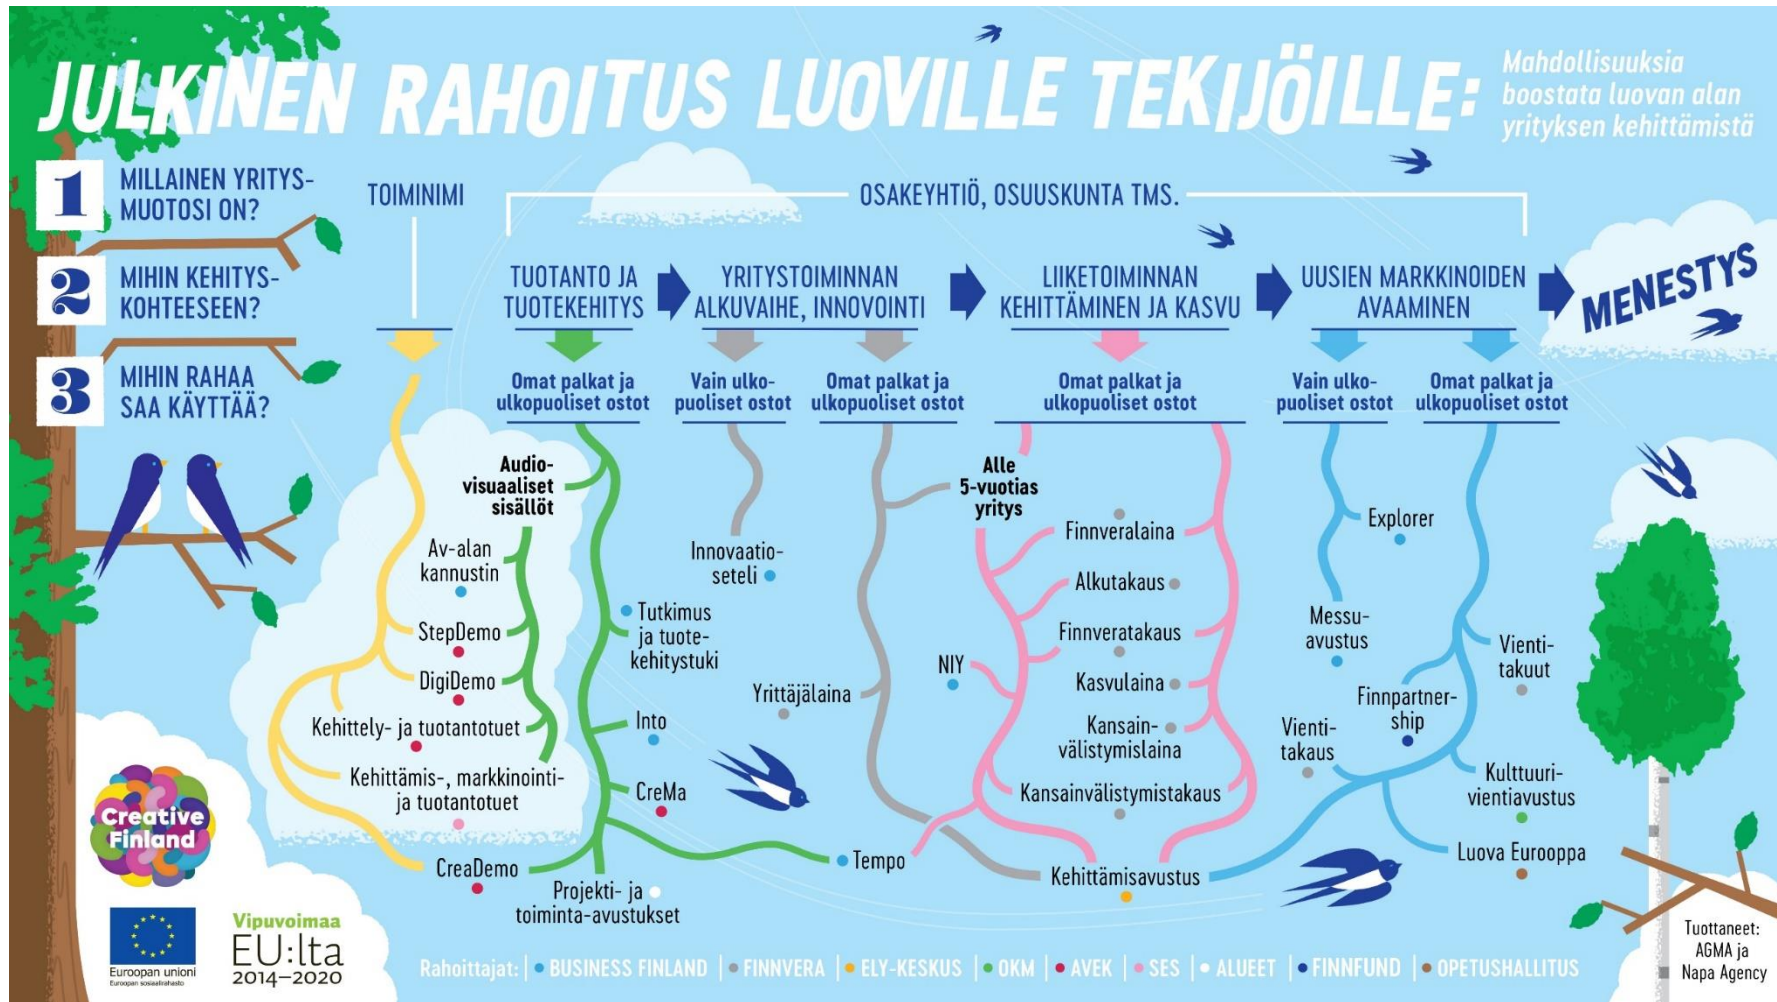 JULKINEN RAHOITUS LUOVILLE TEKIJÖILLE:
Mahdollisuuksia
boostata luovan alan
yrityksen kehittämistä
1
MILLAINEN YRITYS-
MUOTOSI ON?
2
MIHIN KEHITYS-
KOHTEESEEN?
3
MIHIN RAHAA
SAA KÄYTTÄÄ?
TOIMINIMI
OSAKEYHTIÖ, OSUUSKUNTA TMS.
TUOTANTO JA
TUOTEKEHITYS
YRITYSTOIMINNAN
ALKUVAIHE, INNOVOINTI
LIIKETOIMINNAN
KEHITTÄMINEN JA KASVU
UUSIEN MARKKINOIDEN
AVAAMINEN
MENESTYS
Omat palkat ja
ulkopuoliset ostot
Vain ulko-
puoliset ostot
Omat palkat ja
ulkopuoliset ostot
Omat palkat ja
ulkopuoliset ostot
Vain ulko-
puoliset ostot
Omat palkat ja
ulkopuoliset ostot
Audio-
visuaaliset
sisällöt
Av-alan
kannustin
StepDemo
DigiDemo
Kehittely- ja tuotantotuet
Kehittämis-, markkinointi-
ja tuotantotuet
CreaDemo
Tutkimus
ja tuote-
kehitystuki
Into
CreMa
Projekti- ja
toiminta-avustukset
Innovaatio-
seteli
Yrittäjälaina
Tempo
Alle
5-vuotias
yritys
NIY
Finnveralaina
Alkutakaus
Finnveratakaus
Kasvulaina
Kansain-
välistymislaina
Kansainvälistymistakaus
Kehittämisavustus
Explorer
Messu-
avustus
Vienti-
takuut
Finnpartner-
ship
Vienti-
takaus
Kulttuuri-
vientiavustus
Luova Eurooppa
Creative
Finland
Euroopan unioni
Euroopan sosiaalirahasto
Vipuvoimaa
EU:lta
2014–2020
Rahoittajat: BUSINESS FINLAND FINNVERA ELY-KESKUS OKM AVEK SES ALUEET FINNFUND OPETUSHALLITUS
Tuottaneet:
AGMA ja
Napa Agency